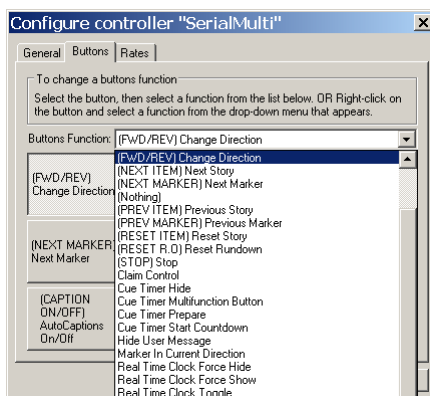 Configure controller "SerialMulti"
General
Buttons
Rates
To change a buttons function
Select the button, then select a function from the list below. OR Right-click on
the button and select a function from the drop-down menu that appears.
Buttons Function:
(FWD/REV) Change Direction
(FWD/REV) Change Direction
(NEXT ITEM) Next Story
(NEXT MARKER) Next Marker
(Nothing)
(PREV ITEM) Previous Story
(PREV MARKER) Previous Marker
(RESET ITEM) Reset Story
(RESET R.O) Reset Rundown
(STOP) Stop
Claim Control
Cue Timer Hide
Cue Timer Multifunction Button
Cue Timer Prepare
Cue Timer Start Countdown
Hide User Message
Marker In Current Direction
Real Time Clock Force Hide
Real Time Clock Force Show
Real Time Clock Toggle
(FWD/REV)
Change Direction
(NEXT MARKER)
Next Marker
(CAPTION
ON/OFF)
AutoCaptions
On/Off